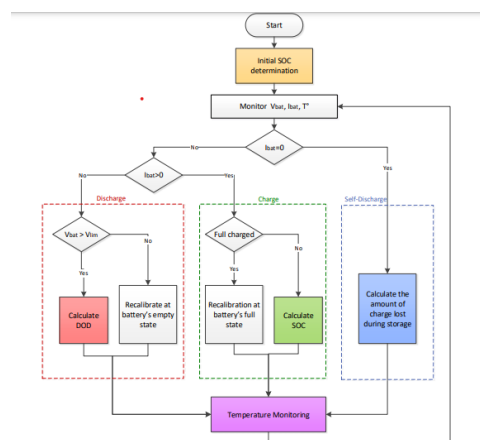 Start
Initial SOC
determination
Monitor Vbat, Ibat, T°
Ibat=0
No
Yes
Ibat>0
No
Yes
Discharge
Charge
Self-Discharge
Vbat > Vlim
No
Yes
Full charged
Yes
No
Calculate
DOD
Recalibrate at
battery's empty
state
Recalibration at
battery's full
state
Calculate
SOC
Calculate the
amount of
charge lost
during storage
Temperature Monitoring